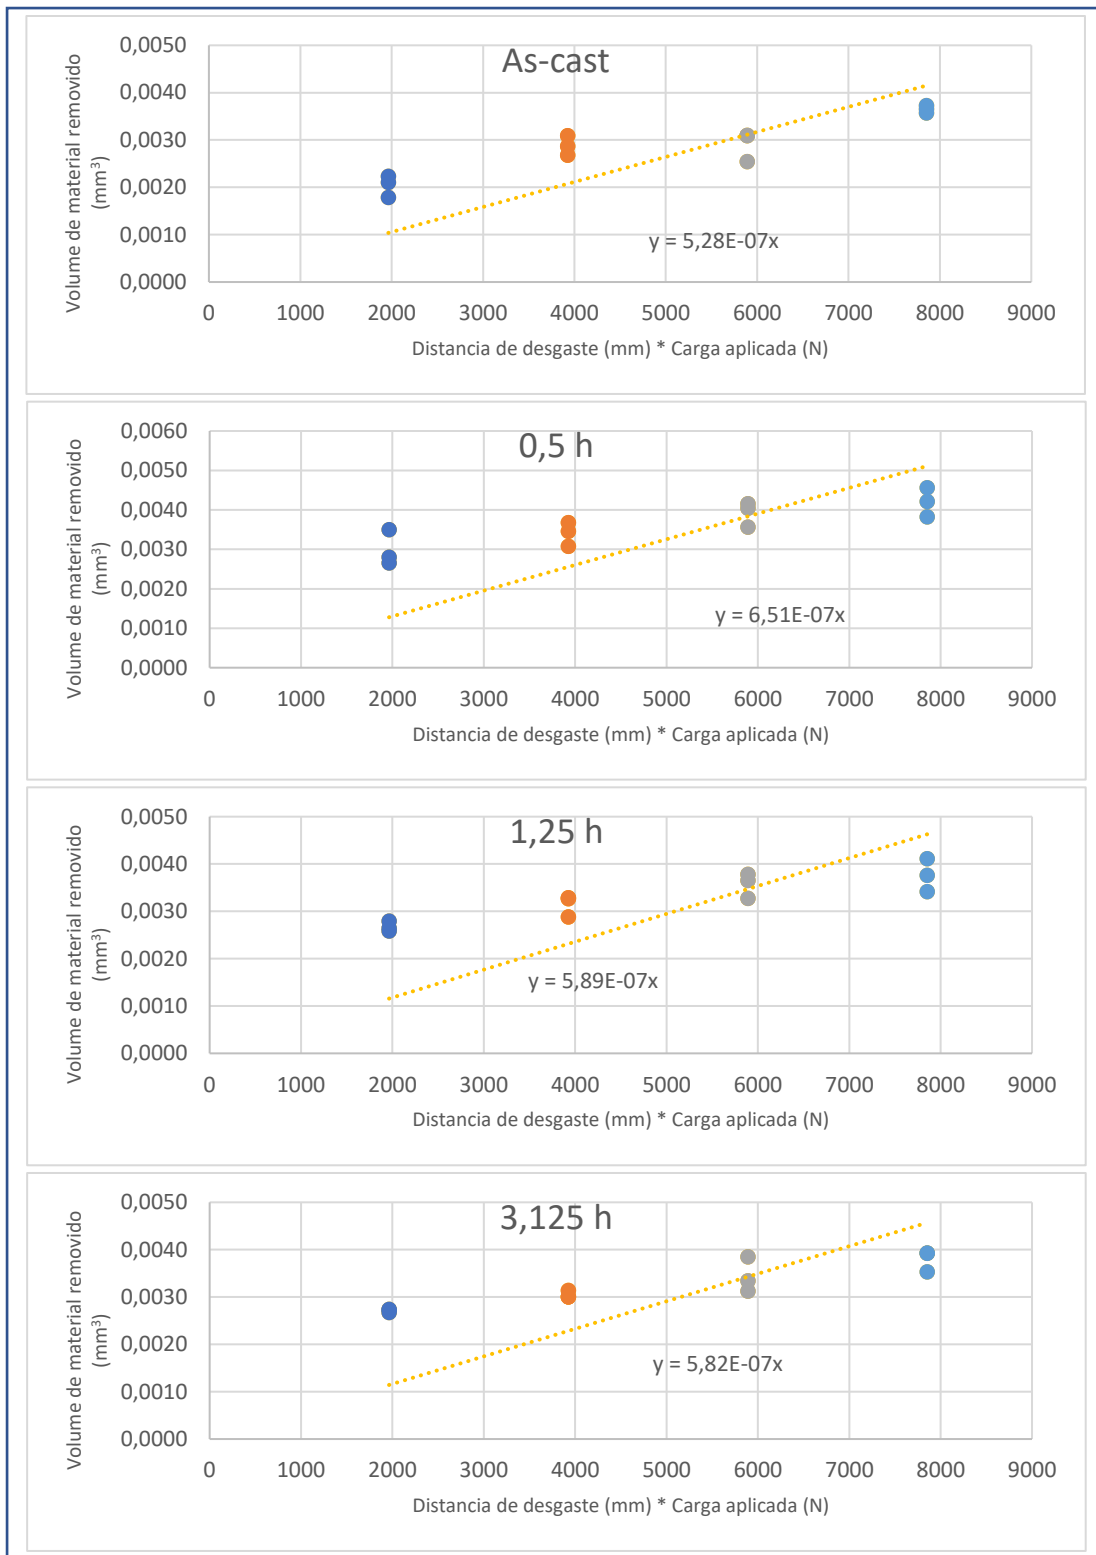 As-cast
Volume de material removido
(mm³)
0,0050
0,0040
0,0030
0,0020
0,0010
0,0000
y = 5,28E-07x
0 1000 2000 3000 4000 5000 6000 7000 8000 9000
Distancia de desgaste (mm) * Carga aplicada (N)
0,5 h
Volume de material removido
(mm³)
0,0060
0,0050
0,0040
0,0030
0,0020
0,0010
0,0000
y = 6,51E-07x
0 1000 2000 3000 4000 5000 6000 7000 8000 9000
Distancia de desgaste (mm) * Carga aplicada (N)
1,25 h
Volume de material removido
(mm³)
0,0050
0,0040
0,0030
0,0020
0,0010
0,0000
y = 5,89E-07x
0 1000 2000 3000 4000 5000 6000 7000 8000 9000
Distancia de desgaste (mm) * Carga aplicada (N)
3,125 h
Volume de material removido
(mm³)
0,0050
0,0040
0,0030
0,0020
0,0010
0,0000
y = 5,82E-07x
0 1000 2000 3000 4000 5000 6000 7000 8000 9000
Distancia de desgaste (mm) * Carga aplicada (N)